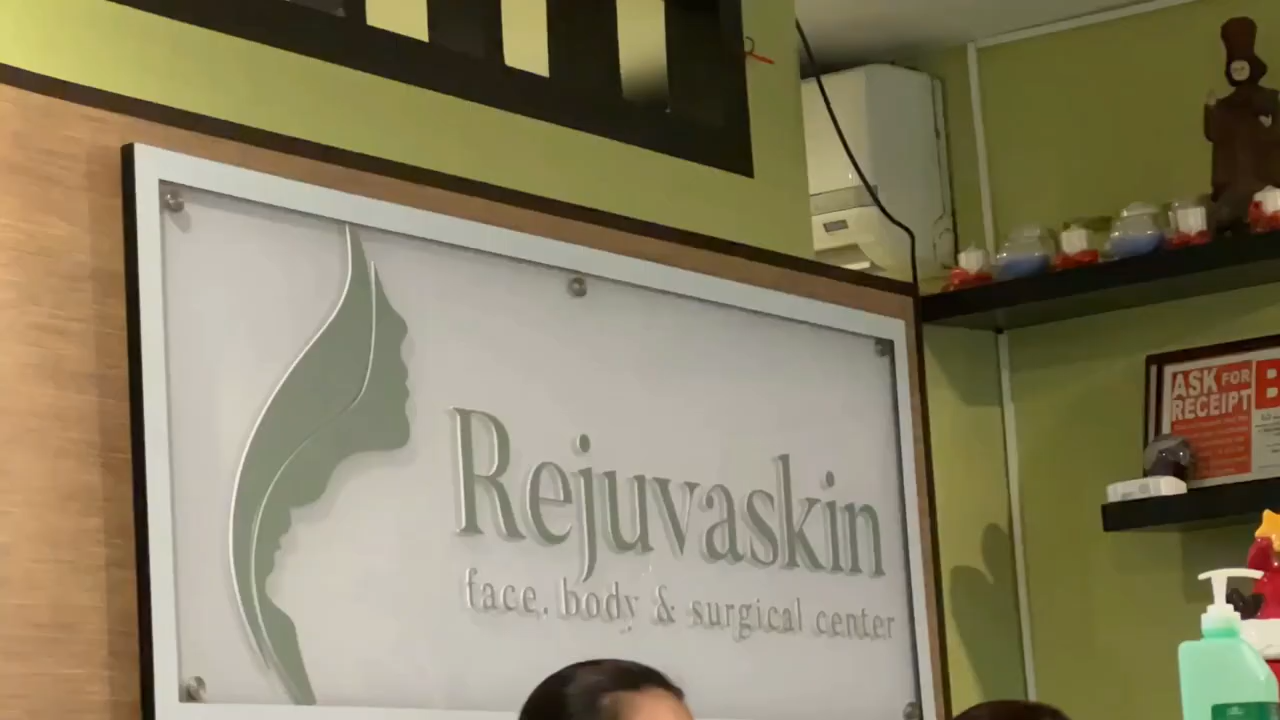 Rejuvaskin
face, body & surgical center
ASK FOR
RECEIPT